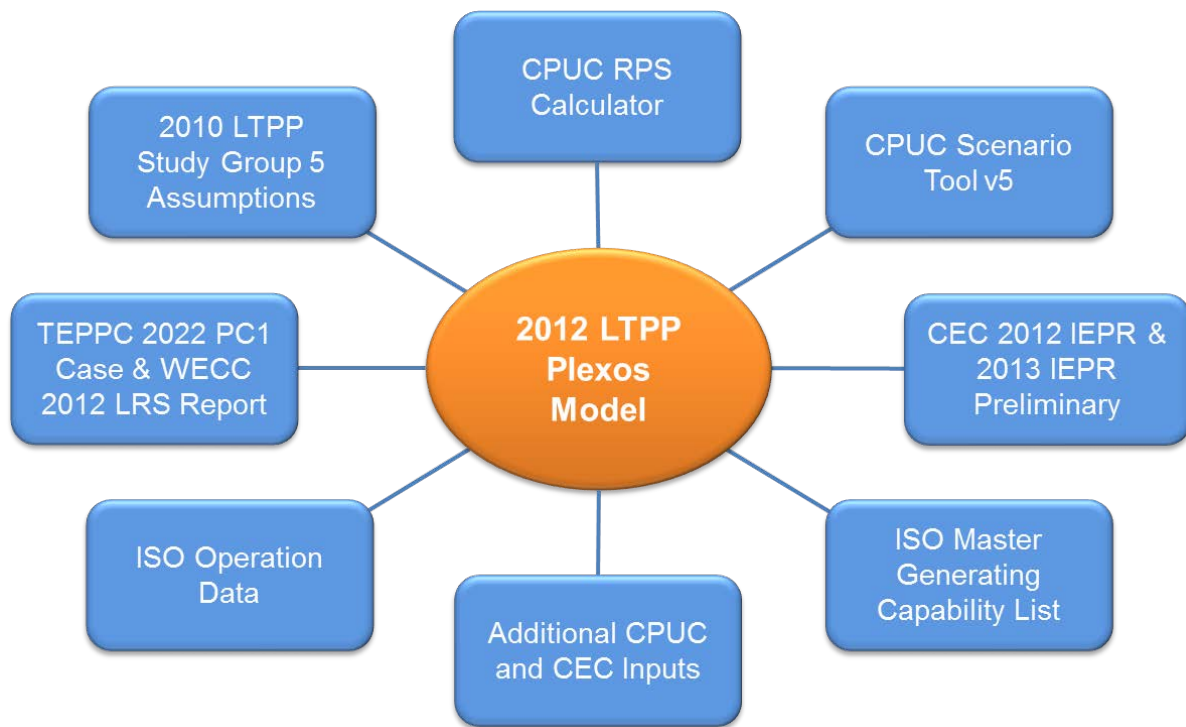 CPUC RPS
Calculator
2010 LTPP
Study Group 5
Assumptions
CPUC Scenario
Tool v5
TEPPC 2022 PC1
Case & WECC
2012 LRS Report
2012 LTPP
Plexos
Model
CEC 2012 IEPR &
2013 IEPR
Preliminary
ISO Operation
Data
Additional CPUC
and CEC Inputs
ISO Master
Generating
Capability List